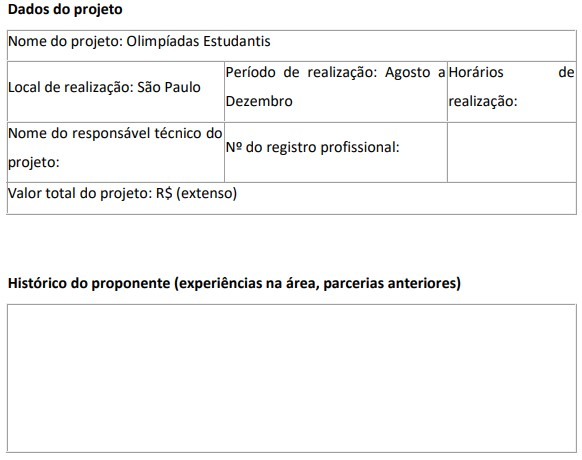 Dados do projeto
Nome do projeto: Olimpíadas Estudantis
Local de realização: São Paulo
Período de realização: Agosto a
Dezembro
Horários de
realização:
Nome do responsável técnico do
projeto:
Nº do registro profissional:
Valor total do projeto: R$ (extenso)
Histórico do proponente (experiências na área, parcerias anteriores)